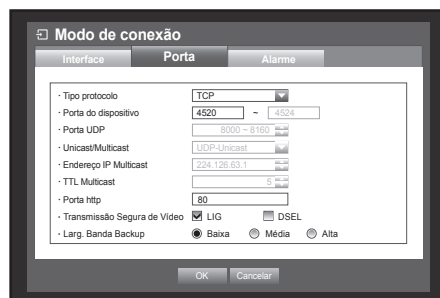 Modo de conexão
Interface Porta Alarme
· Tipo protocolo TCP
· Porta do dispositivo 4520 ~ 4524
· Porta UDP 8000 ~ 8160
· Unicast/Multicast UDP-Unicast
· Endereço IP Multicast 224.126.63.1
· TTL Multicast 5
· Porta http 80
· Transmissão Segura de Vídeo LIG DSEL
· Larg. Banda Backup Baixa Média Alta
OK Cancelar